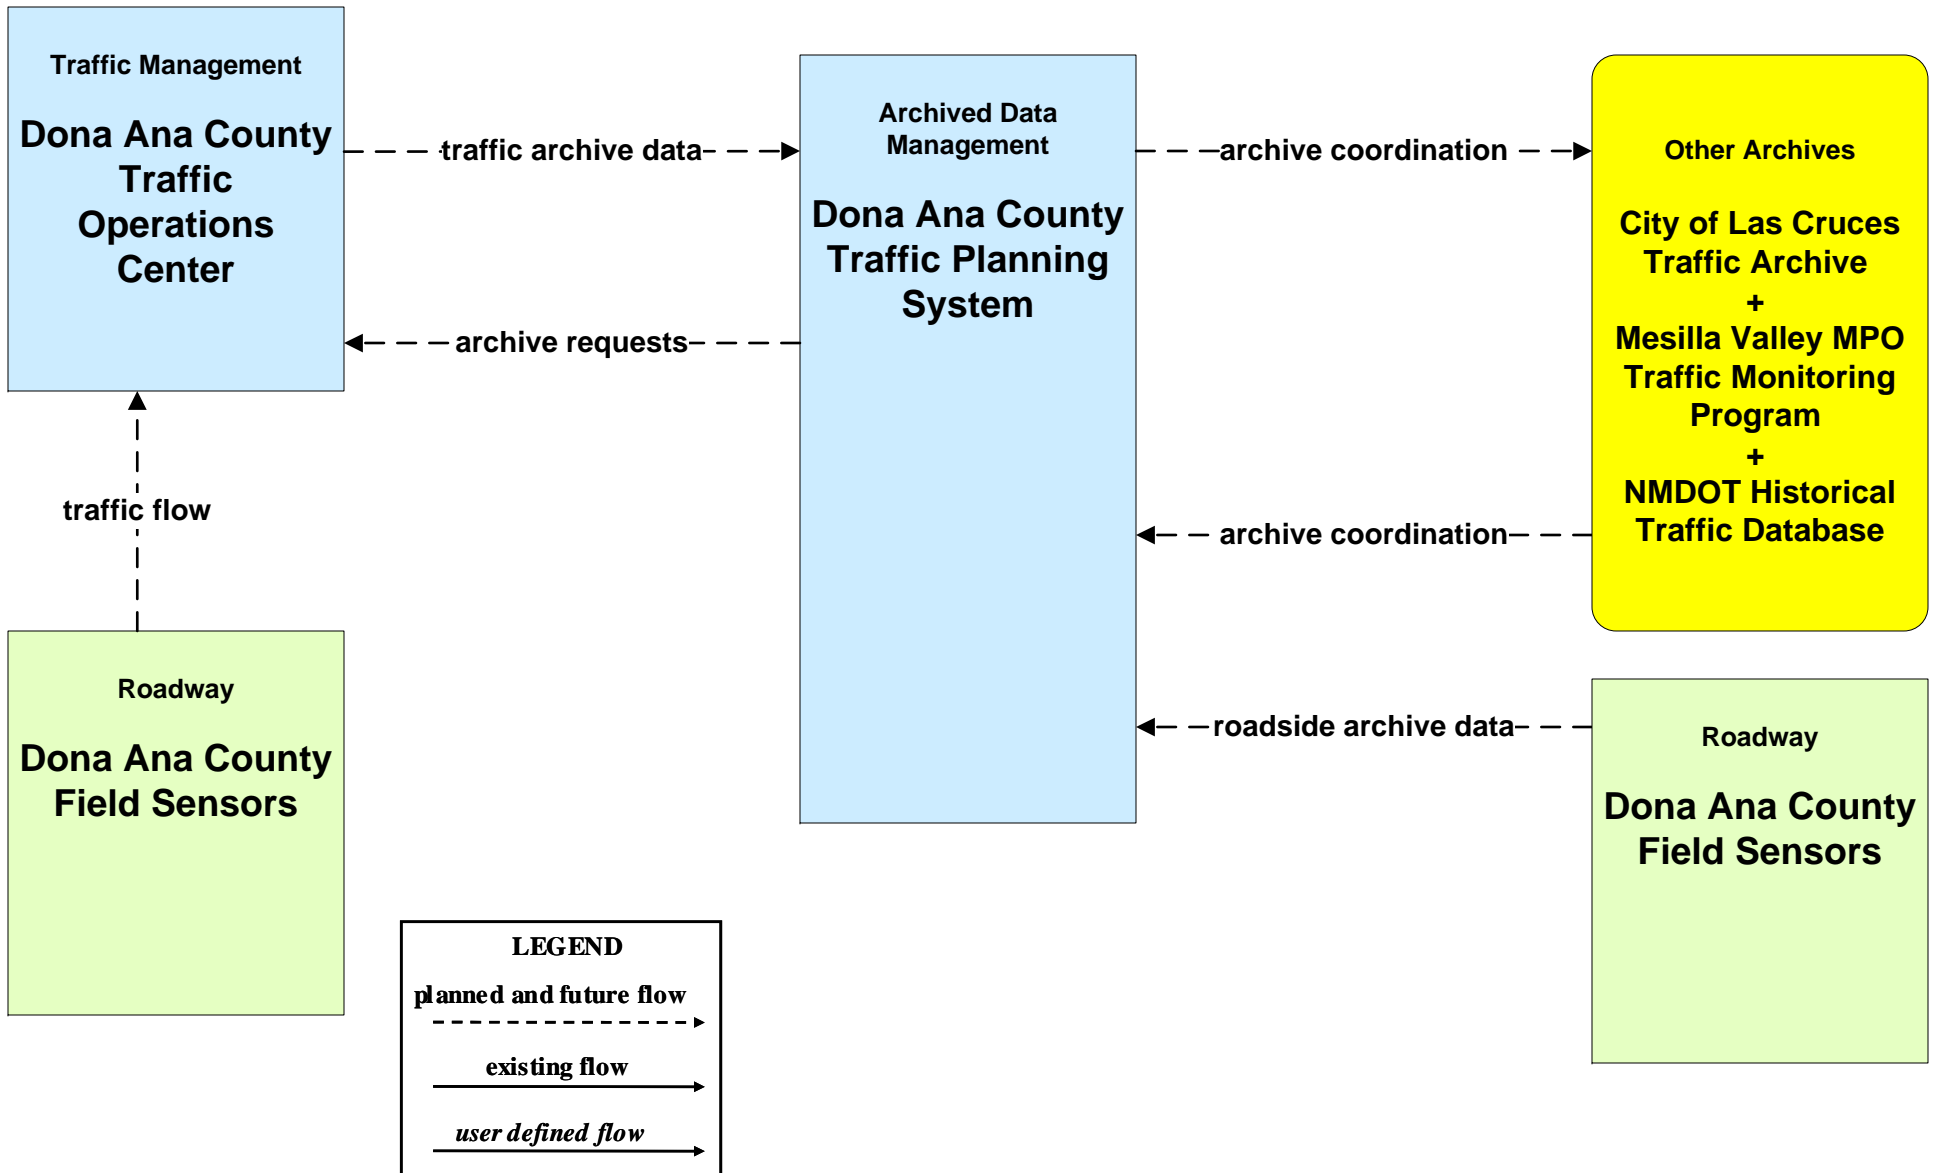 Traffic Management
Dona Ana County
Traffic
Operations
Center
traffic archive data
archive requests
traffic flow
Roadway
Dona Ana County
Field Sensors
Archived Data
Management
Dona Ana County
Traffic Planning
System
archive coordination
archive coordination
roadside archive data
Other Archives
City of Las Cruces
Traffic Archive
+
Mesilla Valley MPO
Traffic Monitoring
Program
+
NMDOT Historical
Traffic Database
Roadway
Dona Ana County
Field Sensors
LEGEND
planned and future flow
existing flow
user defined flow